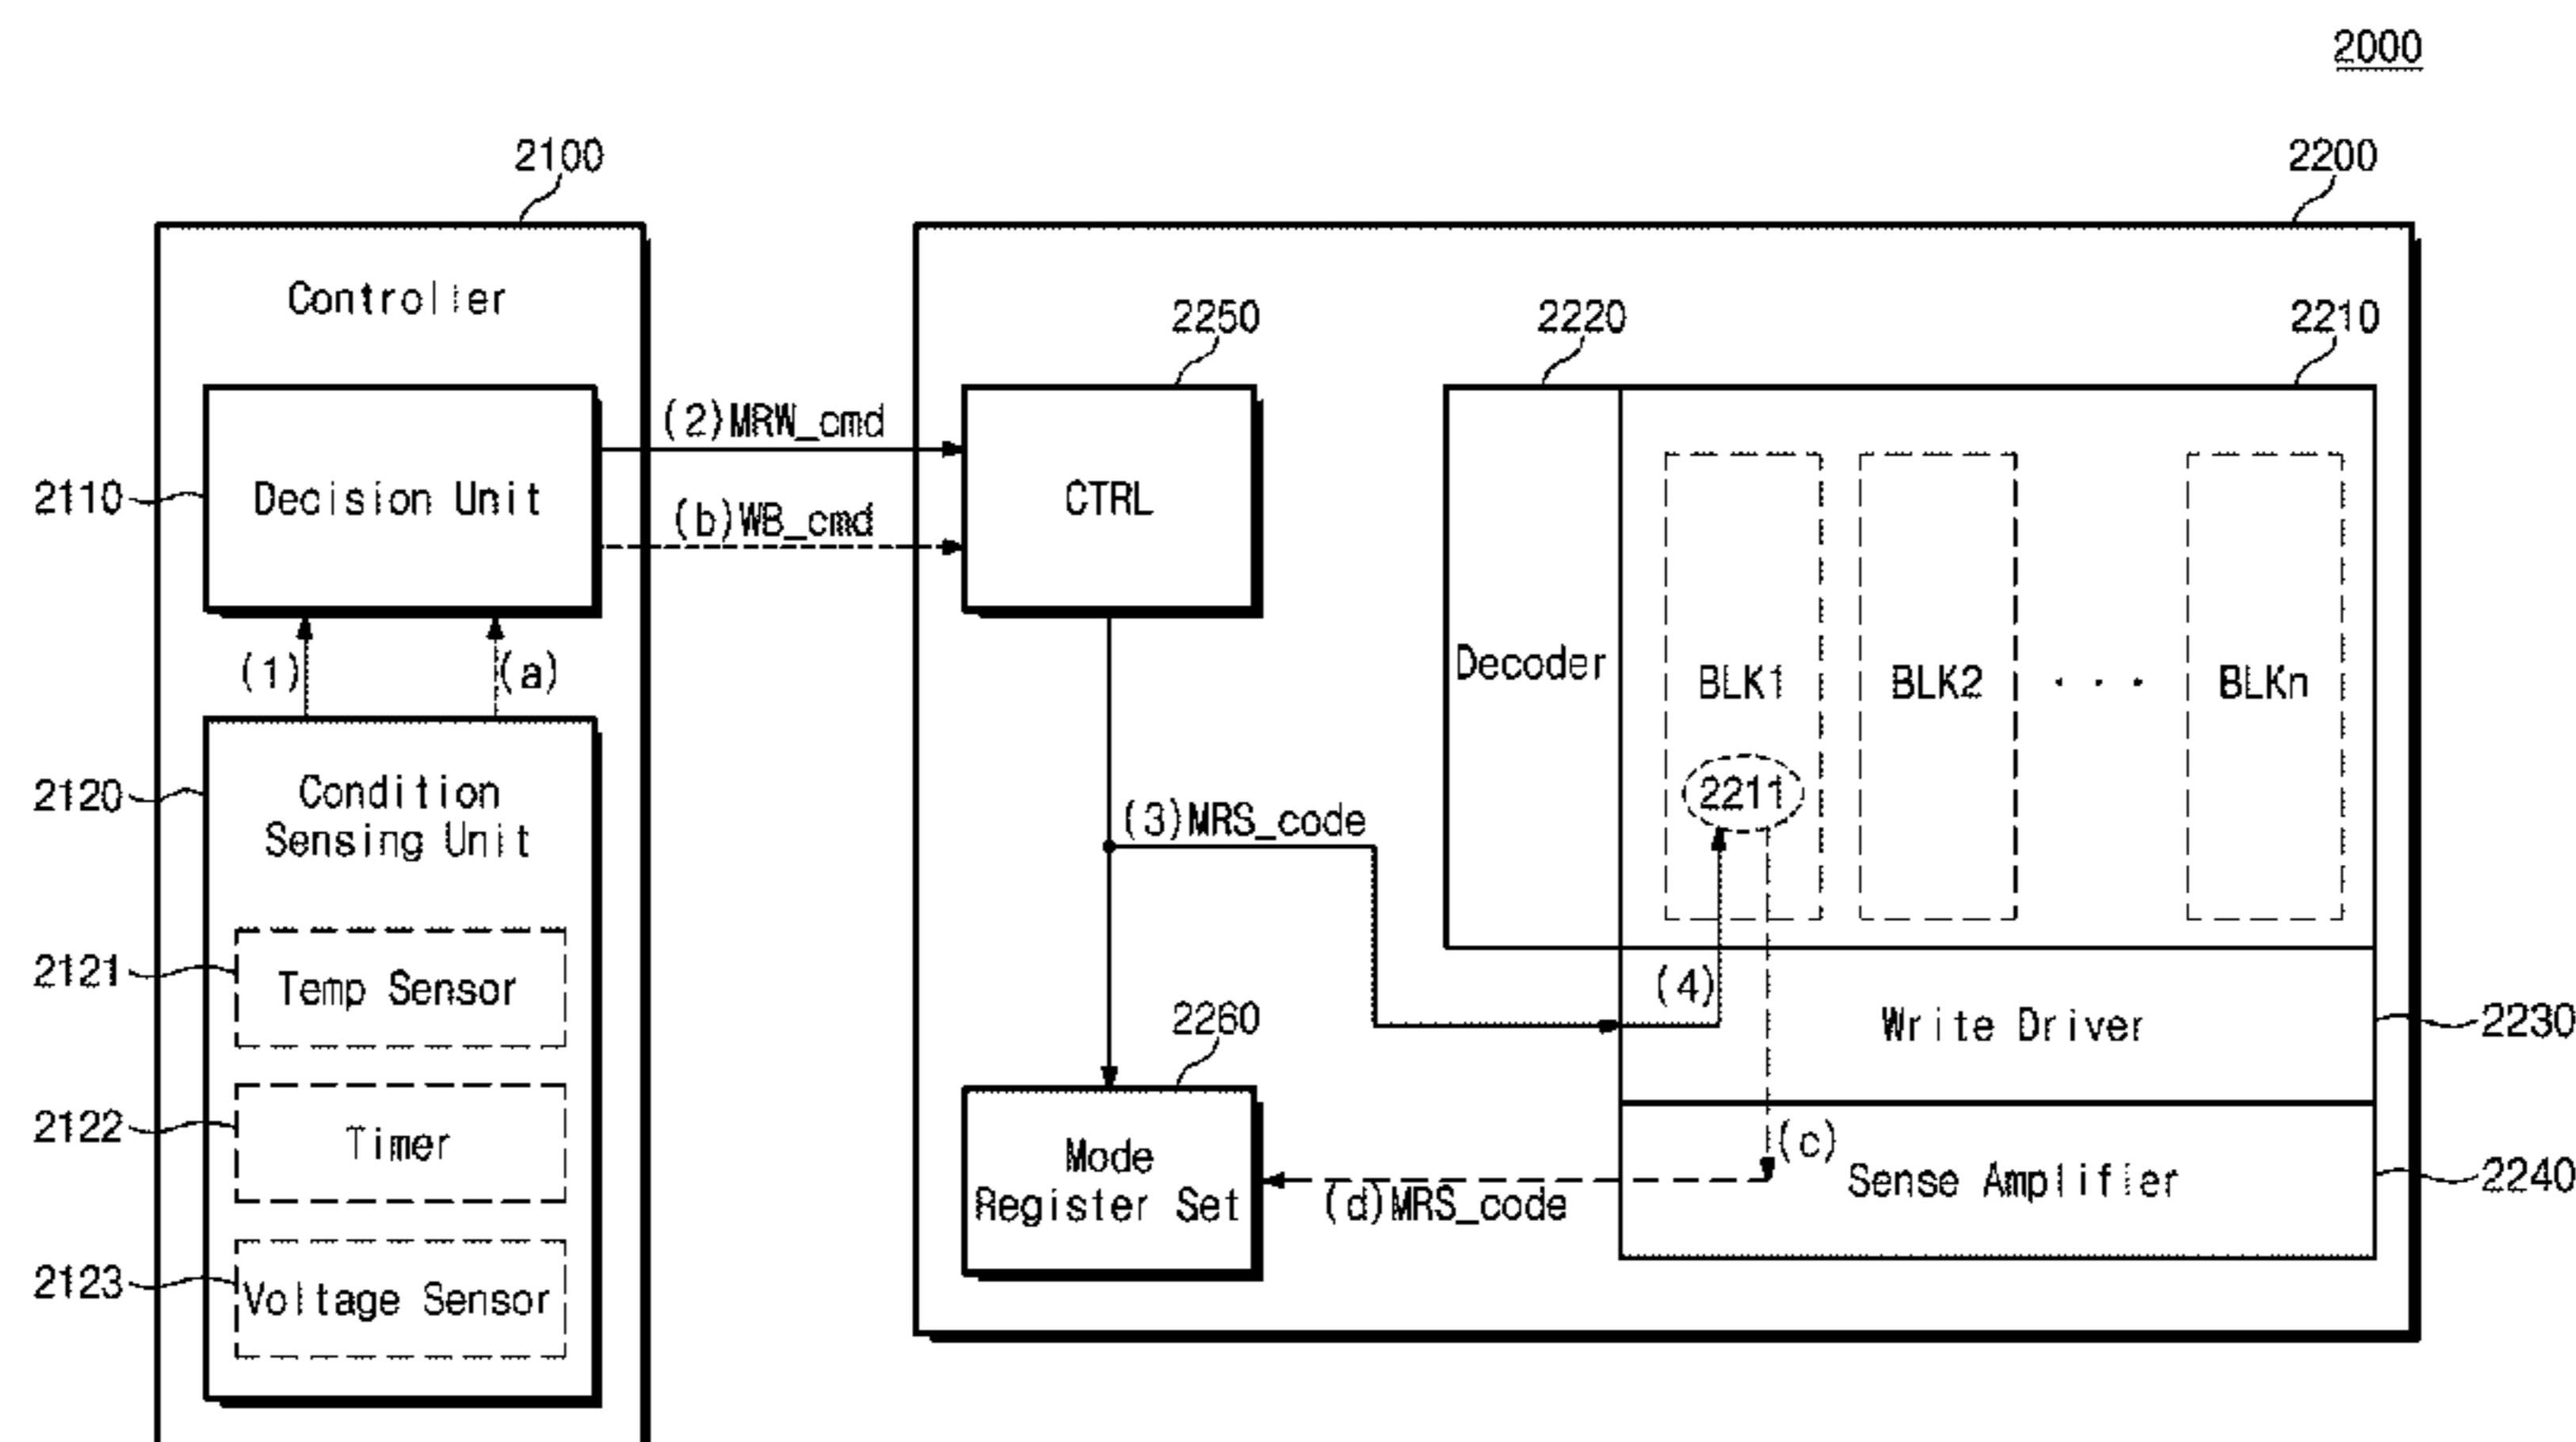 2000
2100
2200
Controller
2250
2220
2210
(2)MRW_cmd
2110
Decision Unit
(b)WB_cmd
CTRL
(1)
(a)
Decoder
BLK1
BLK2
· · ·
BLKn
2120
Condition
Sensing Unit
2211
(3)MRS_code
2121
Temp Sensor
(4)
2260
Write Driver
2230
2122
Timer
Mode
Register Set
(c)
(d)MRS_code
Sense Amplifier
2240
2123
Voltage Sensor